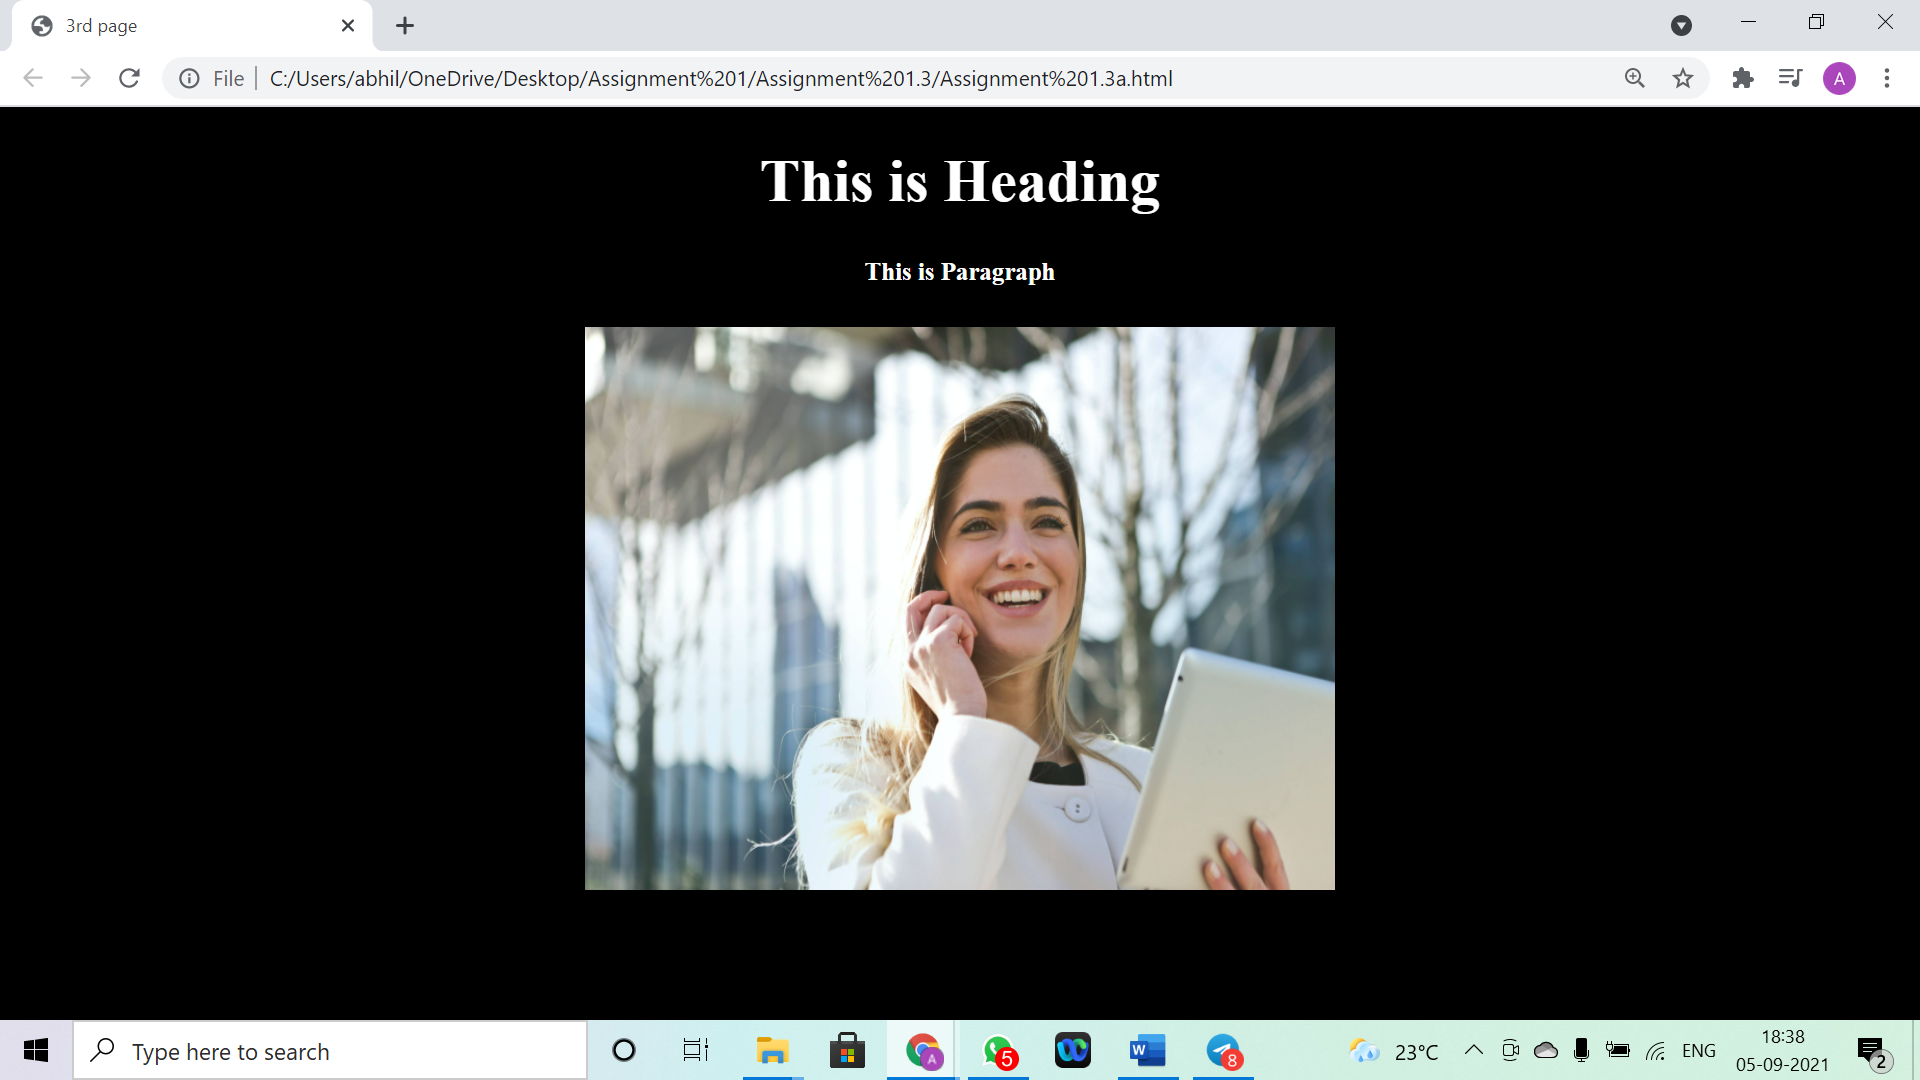 3rd page
File
C:/Users/abhil/OneDrive/Desktop/Assignment%201/Assignment%201.3/Assignment%201.3a.html
A
This is Heading
This is Paragraph
Type here to search
A
5
W
8
23°C
ENG
18:38
05-09-2021
2